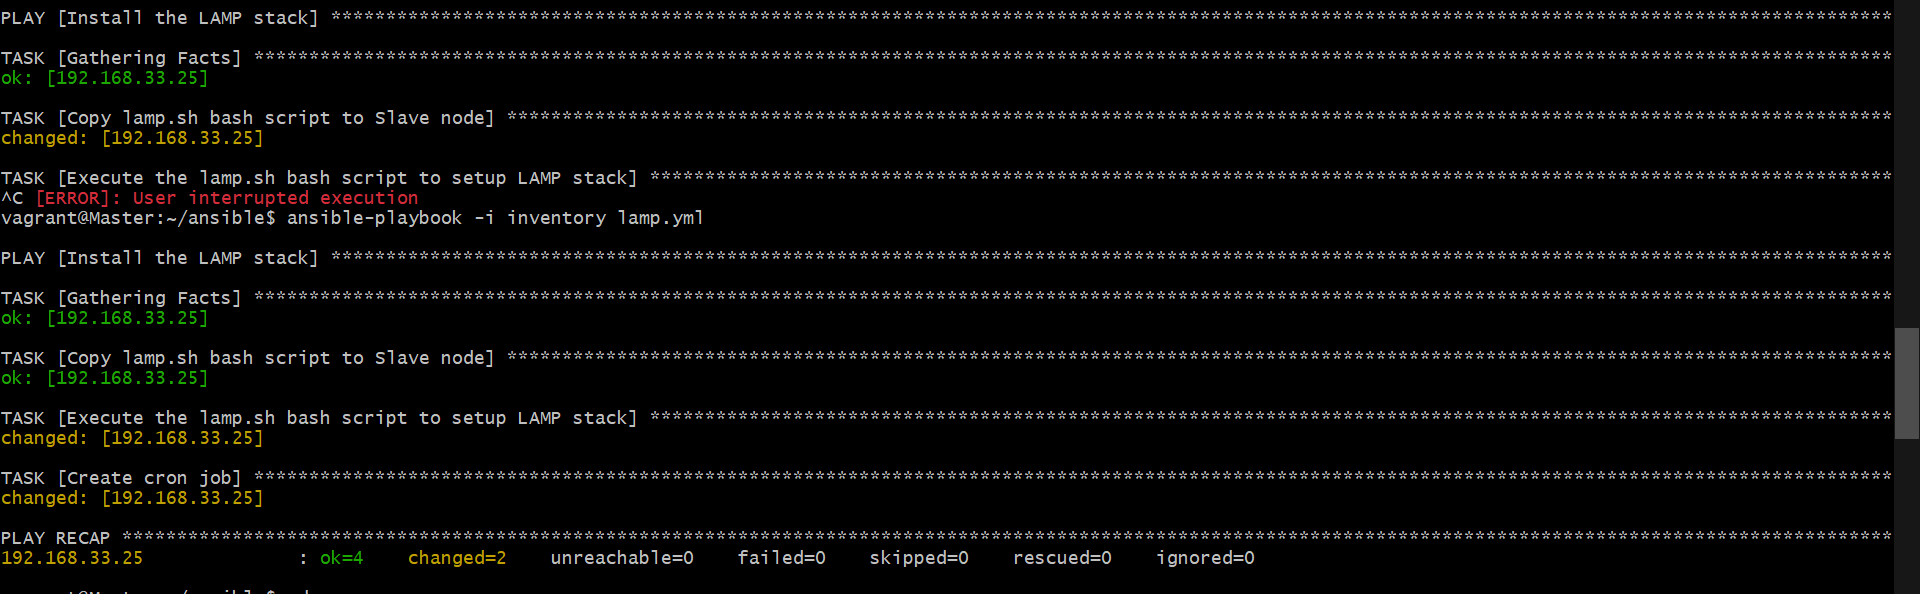 PLAY [Install the LAMP stack] **********************************************************************************************************************************************
TASK [Gathering Facts] *****************************************************************************************************************************************************
ok: [192.168.33.25]
TASK [Copy lamp.sh bash script to Slave node] ******************************************************************************************************************************
changed: [192.168.33.25]
TASK [Execute the lamp.sh bash script to setup LAMP stack] *****************************************************************************************************************
^C [ERROR]: User interrupted execution
vagrant@Master:~/ansible$ ansible-playbook -i inventory lamp.yml
PLAY [Install the LAMP stack] **********************************************************************************************************************************************
TASK [Gathering Facts] *****************************************************************************************************************************************************
ok: [192.168.33.25]
TASK [Copy lamp.sh bash script to Slave node] ******************************************************************************************************************************
ok: [192.168.33.25]
TASK [Execute the lamp.sh bash script to setup LAMP stack] *****************************************************************************************************************
changed: [192.168.33.25]
TASK [Create cron job] *****************************************************************************************************************************************************
changed: [192.168.33.25]
PLAY RECAP *****************************************************************************************************************************************************************
192.168.33.25 : ok=4 changed=2 unreachable=0 failed=0 skipped=0 rescued=0 ignored=0